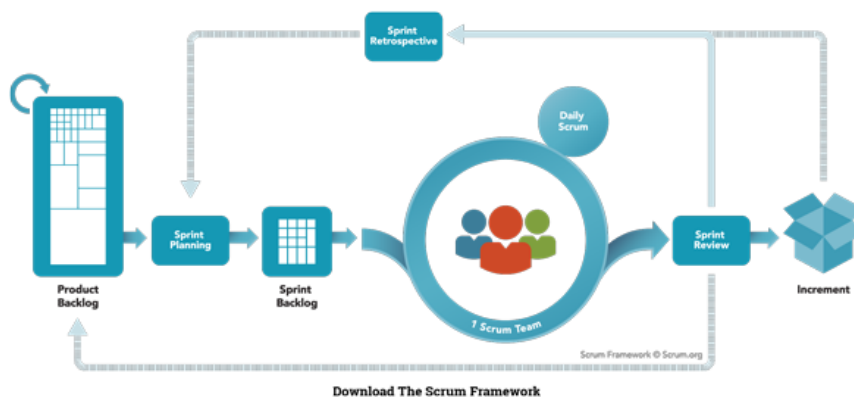 Sprint
Retrospective
Daily
Scrum
Sprint
Planning
Sprint
Review
Product
Backlog
Sprint
Backlog
Increment
1 Scrum Team
Scrum Framework © Scrum.org
Download The Scrum Framework